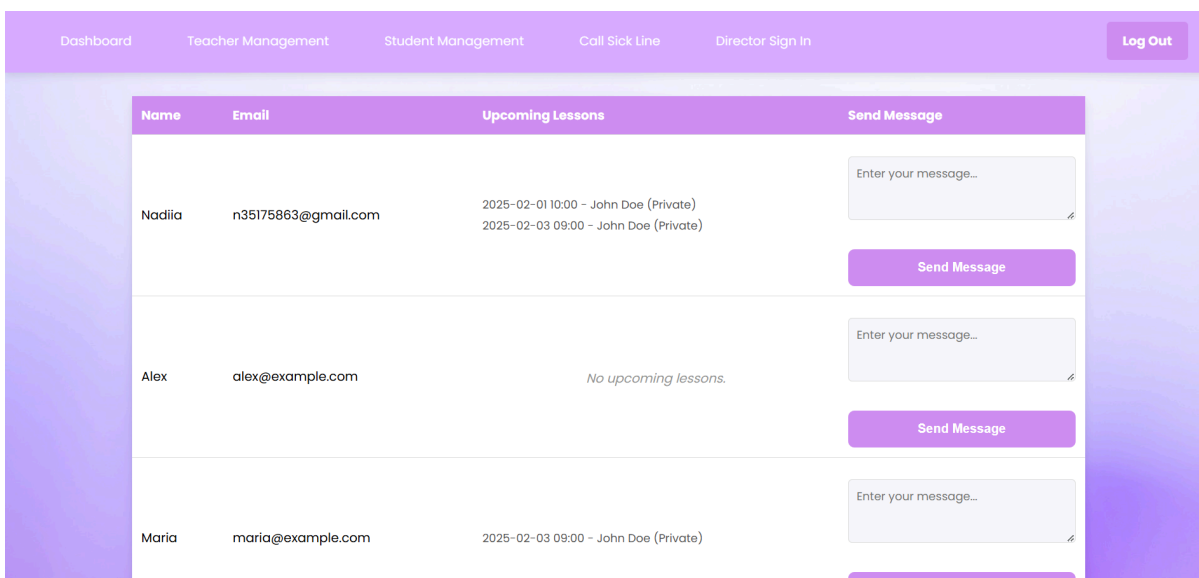 Dashboard Teacher Management Student Management Call Sick Line Director Sign In Log Out
Name Email Upcoming Lessons Send Message
Enter your message...
Nadiia n35175863@gmail.com 2025-02-01 10:00 - John Doe (Private)
2025-02-03 09:00 - John Doe (Private)
Send Message
Enter your message...
Alex alex@example.com No upcoming lessons.
Send Message
Enter your message...
Maria maria@example.com 2025-02-03 09:00 - John Doe (Private)